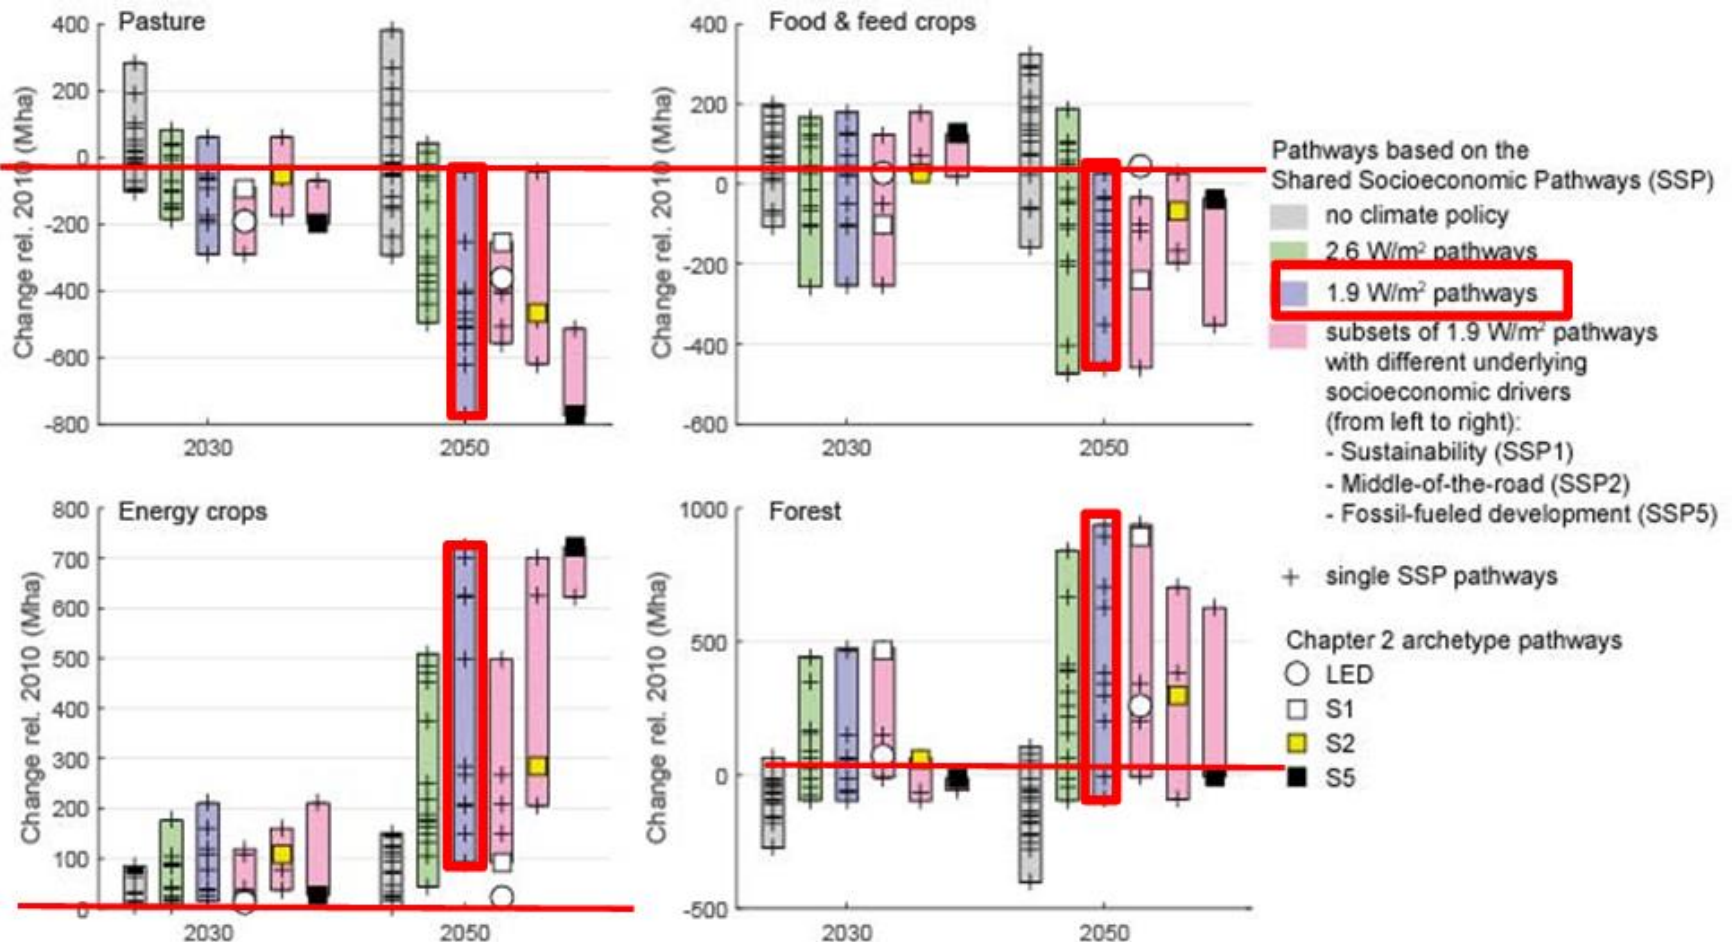 Pasture
Change rel. 2010 (Mha)
400
200
0
-200
-400
-600
-800
2030
2050
Food & feed crops
Change rel. 2010 (Mha)
400
200
0
-200
-400
-600
2030
2050
Energy crops
Change rel. 2010 (Mha)
800
700
600
500
400
300
200
100
0
2030
2050
Forest
Change rel. 2010 (Mha)
1000
500
0
-500
2030
2050
Pathways based on the
Shared Socioeconomic Pathways (SSP)
no climate policy
2.6 W/m² pathways
1.9 W/m² pathways
subsets of 1.9 W/m² pathways
with different underlying
socioeconomic drivers
(from left to right):
- Sustainability (SSP1)
- Middle-of-the-road (SSP2)
- Fossil-fueled development (SSP5)
single SSP pathways
Chapter 2 archetype pathways
LED
S1
S2
S5